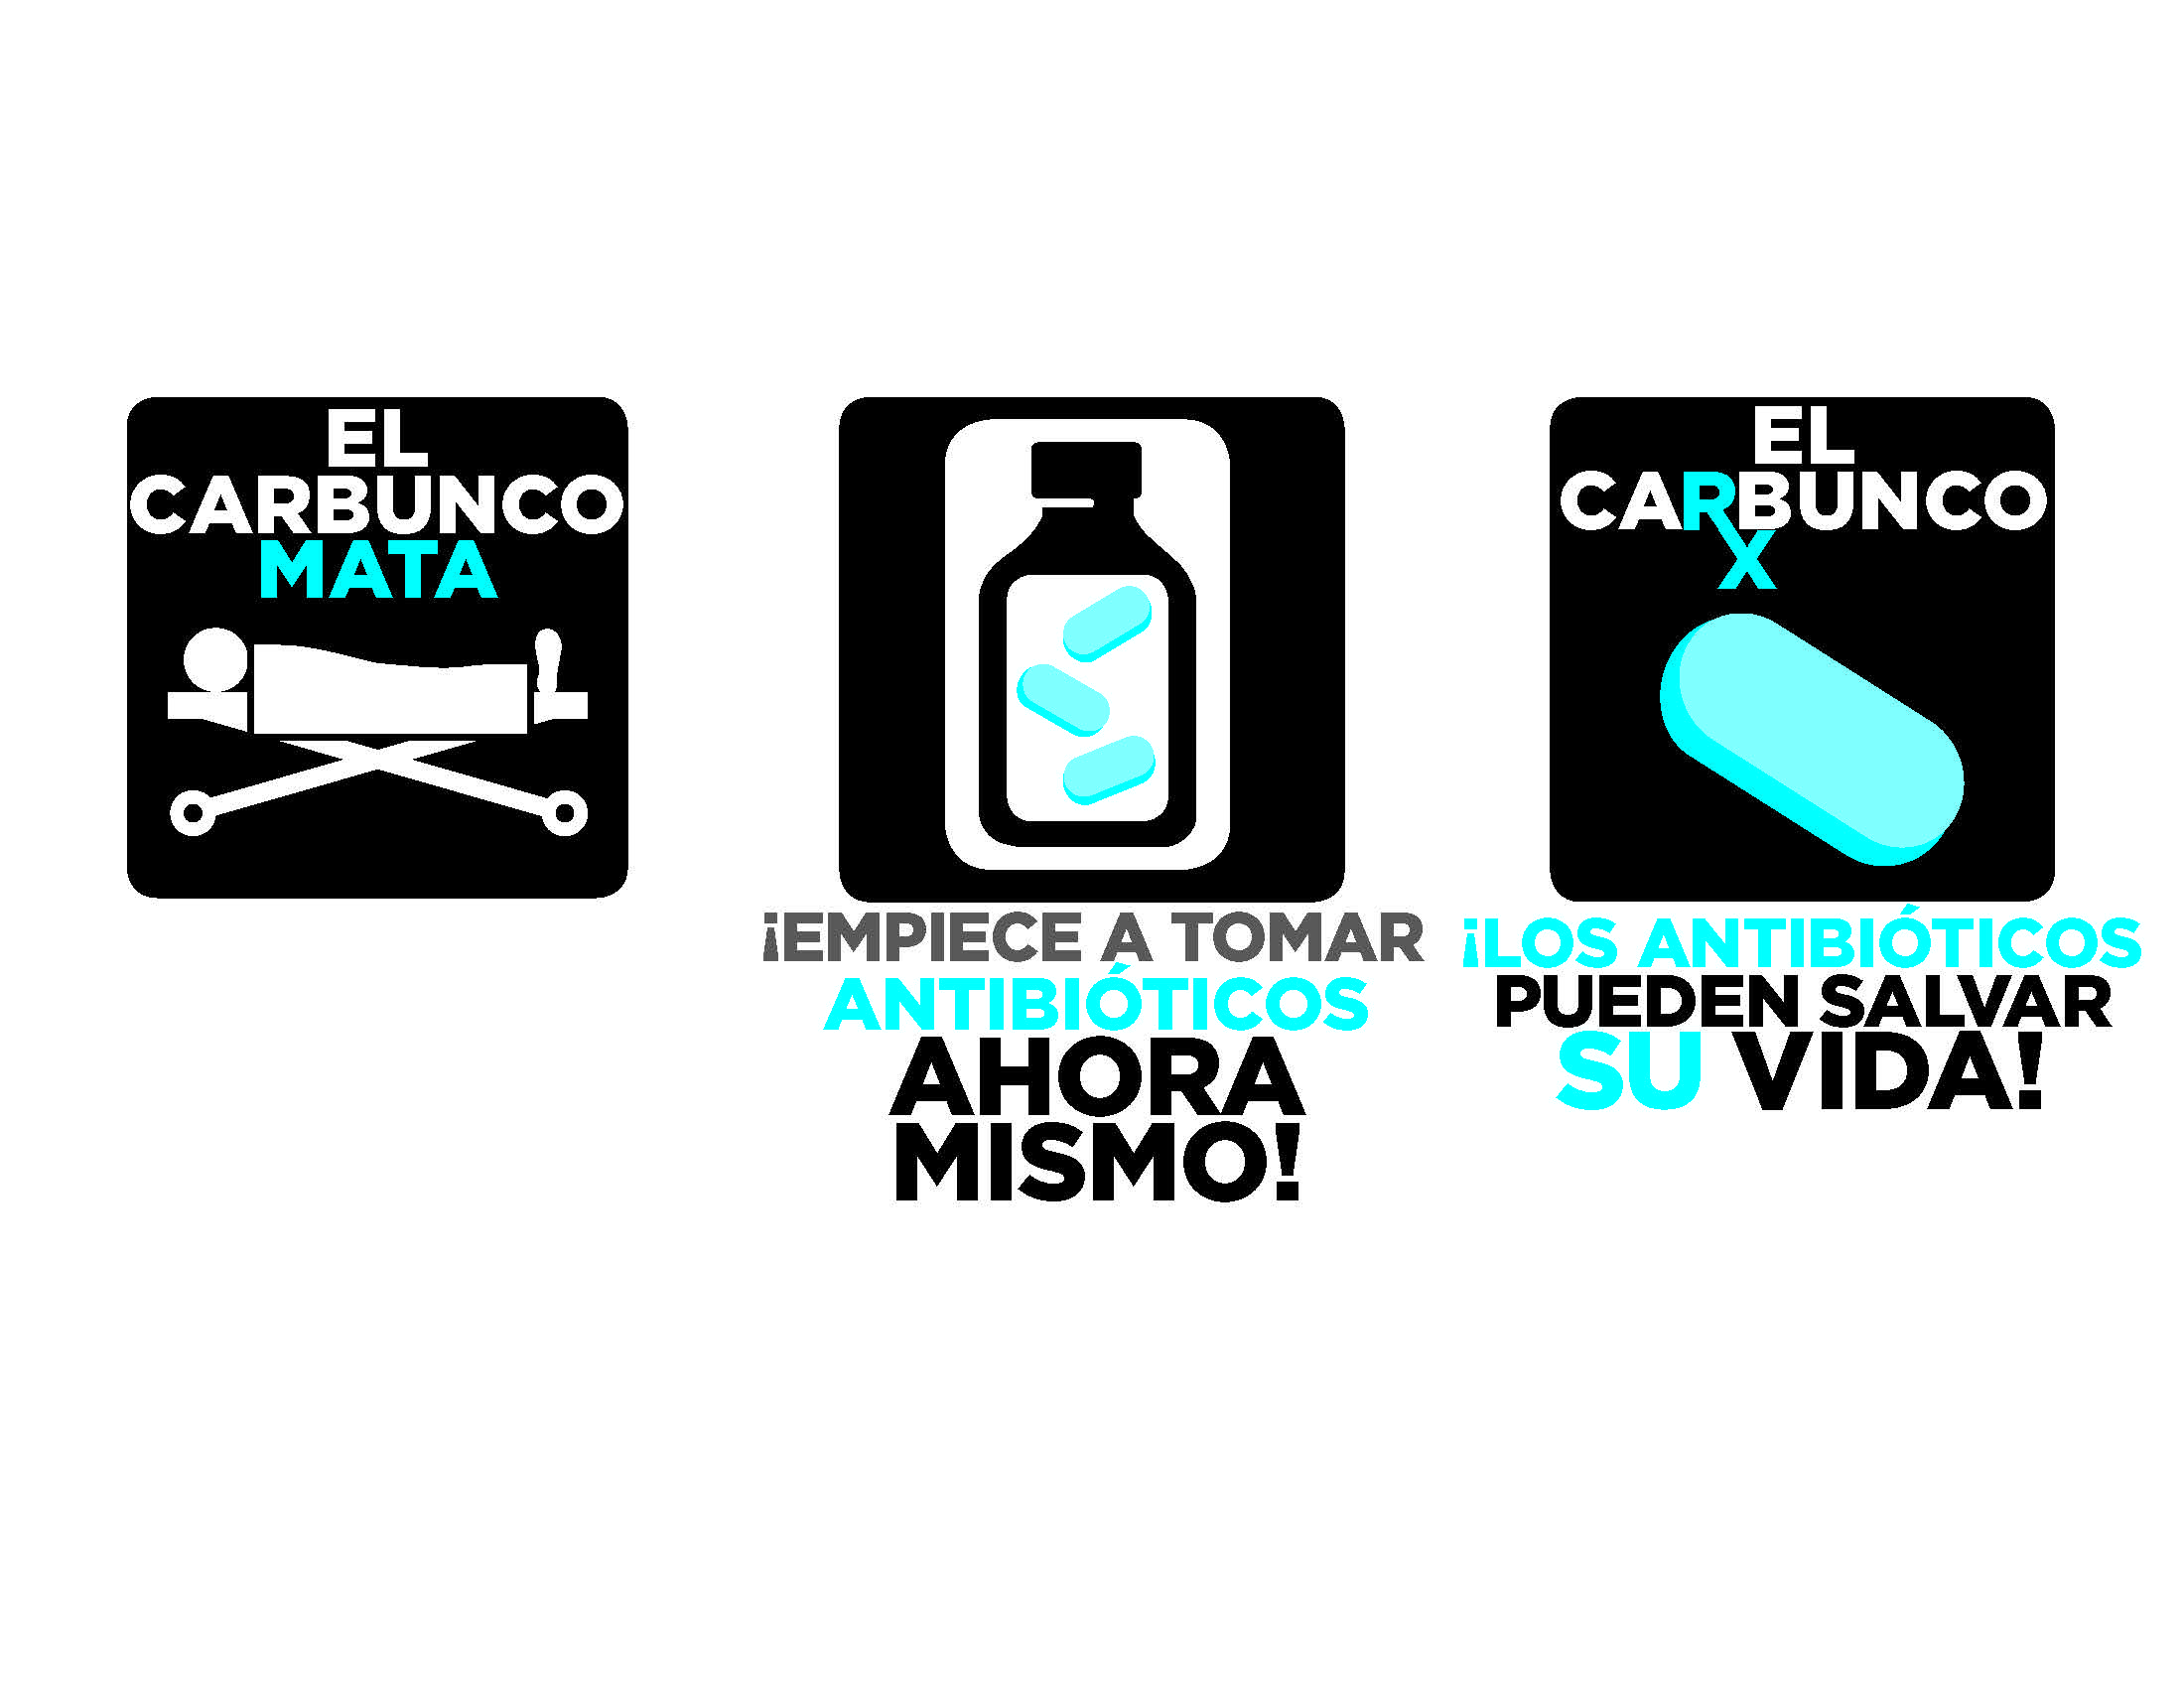 EL
CARBUNCO
MATA
¡EMPIECE A TOMAR
ANTIBIÓTICOS
AHORA
MISMO!
EL
CARBUNCO
X
¡LOS ANTIBIÓTICOS
PUEDEN SALVAR
SU VIDA!